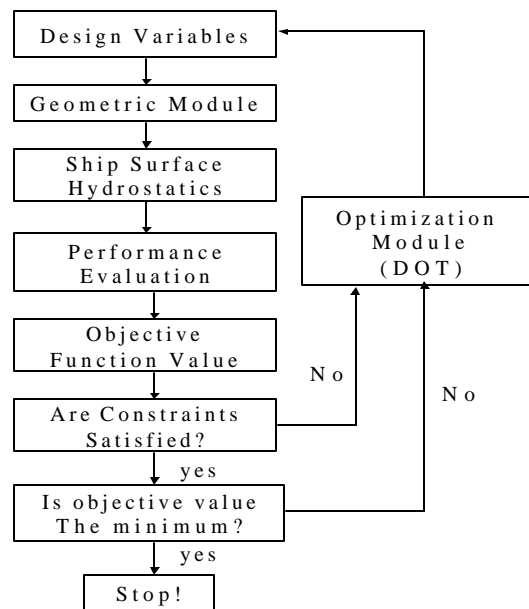 Design Variables
Geometric Module
Ship Surface
Hydrostatics
Performance
Evaluation
Objective
Function Value
Are Constraints
Satisfied?
yes
Is objective value
The minimum?
yes
Stop!
Optimization
Module
(DOT)
No
No